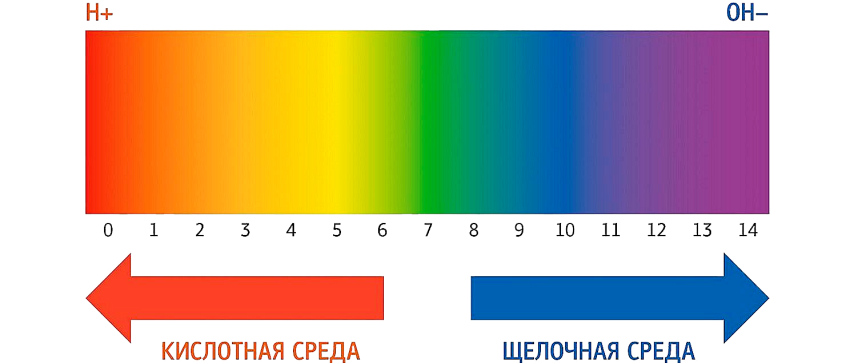 H+ OH–
0 1 2 3 4 5 6 7 8 9 10 11 12 13 14
КИСЛОТНАЯ СРЕДА ЩЕЛОЧНАЯ СРЕДА